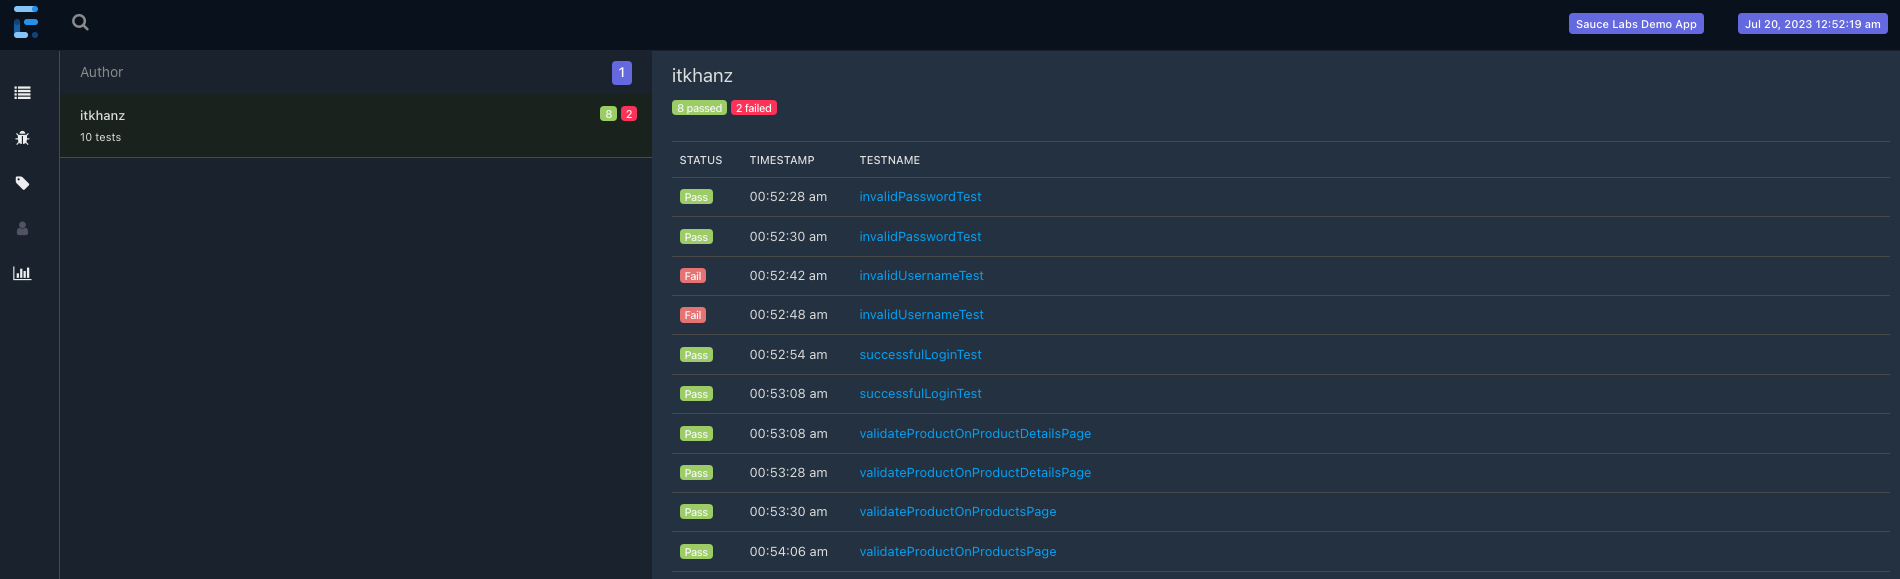 Sauce Labs Demo App Jul 20, 2023 12:52:19 am
Author 1
itkhanz 8 2
10 tests
itkhanz
8 passed 2 failed
STATUS TIMESTAMP TESTNAME
Pass 00:52:28 am invalidPasswordTest
Pass 00:52:30 am invalidPasswordTest
Fail 00:52:42 am invalidUsernameTest
Fail 00:52:48 am invalidUsernameTest
Pass 00:52:54 am successfulLoginTest
Pass 00:53:08 am successfulLoginTest
Pass 00:53:08 am validateProductOnProductDetailsPage
Pass 00:53:28 am validateProductOnProductDetailsPage
Pass 00:53:30 am validateProductOnProductsPage
Pass 00:54:06 am validateProductOnProductsPage